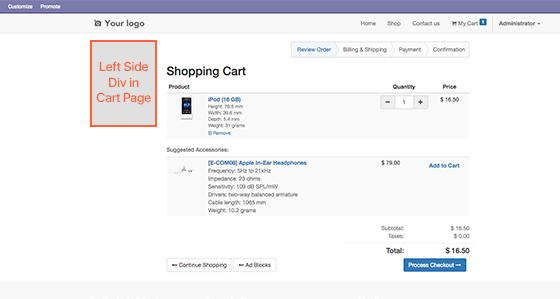 Customize Promote
Your logo
Home Shop Contact us My Cart 1 Administrator
Left Side
Div in
Cart Page
Review Order Billing & Shipping Payment Confirmation
Shopping Cart
Product Quantity Price
iPod (16 GB)
Height: 76.5 mm
Width: 39.6 mm
Depth: 5.4 mm
Weight: 31 grams
Remove
1
$ 16.50
Suggested Accessories:
[E-COM08] Apple In-Ear Headphones
Frequency: 5Hz to 21kHz
Impedance: 23 ohms
Sensitivity: 109 dB SPL/mW
Drivers: two-way balanced armature
Cable length: 1065 mm
Weight: 10.2 grams
$ 79.00
Add to Cart
Subtotal: $ 16.50
Taxes: $ 0.00
Total: $ 16.50
Continue Shopping Ad Blocks Process Checkout